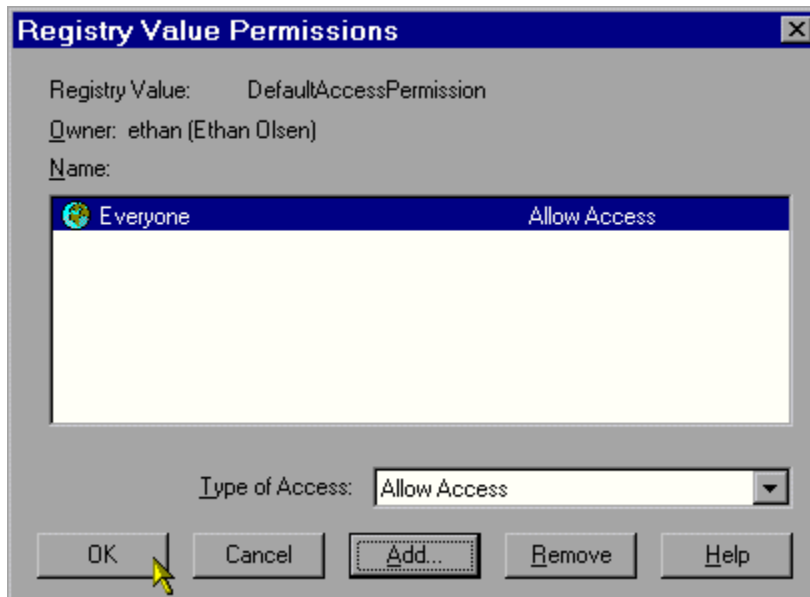 Registry Value Permissions
Registry Value: DefaultAccessPermission
Owner: ethan (Ethan Olsen)
Name:
Everyone Allow Access
Type of Access: Allow Access
OK Cancel Add... Remove Help